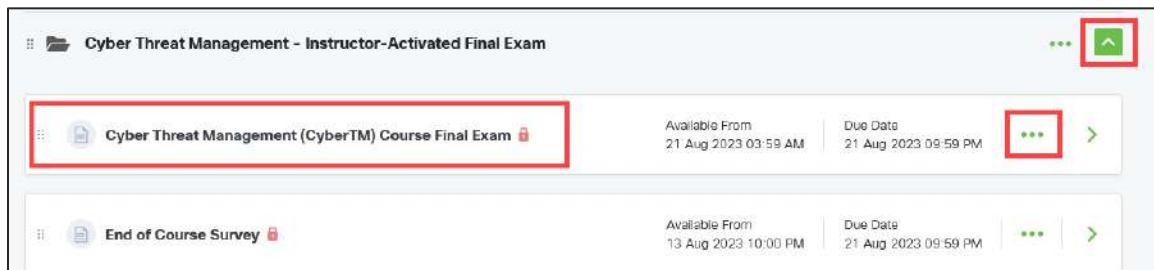 Cyber Threat Management - Instructor-Activated Final Exam
Cyber Threat Management (CyberTM) Course Final Exam
Available From
21 Aug 2023 03:59 AM
Due Date
21 Aug 2023 09:59 PM
End of Course Survey
Available From
13 Aug 2023 10:00 PM
Due Date
21 Aug 2023 09:59 PM